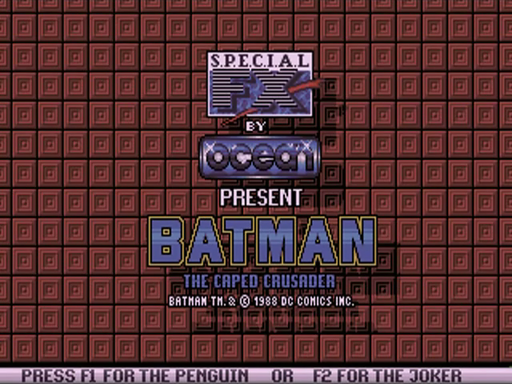 S.P.E.C.I.A.L
FX
BY
ocean
PRESENT
BATMAN
THE CAPED CRUSADER
BATMAN TM. & © 1988 DC COMICS INC.
PRESS F1 FOR THE PENGUIN OR F2 FOR THE JOKER